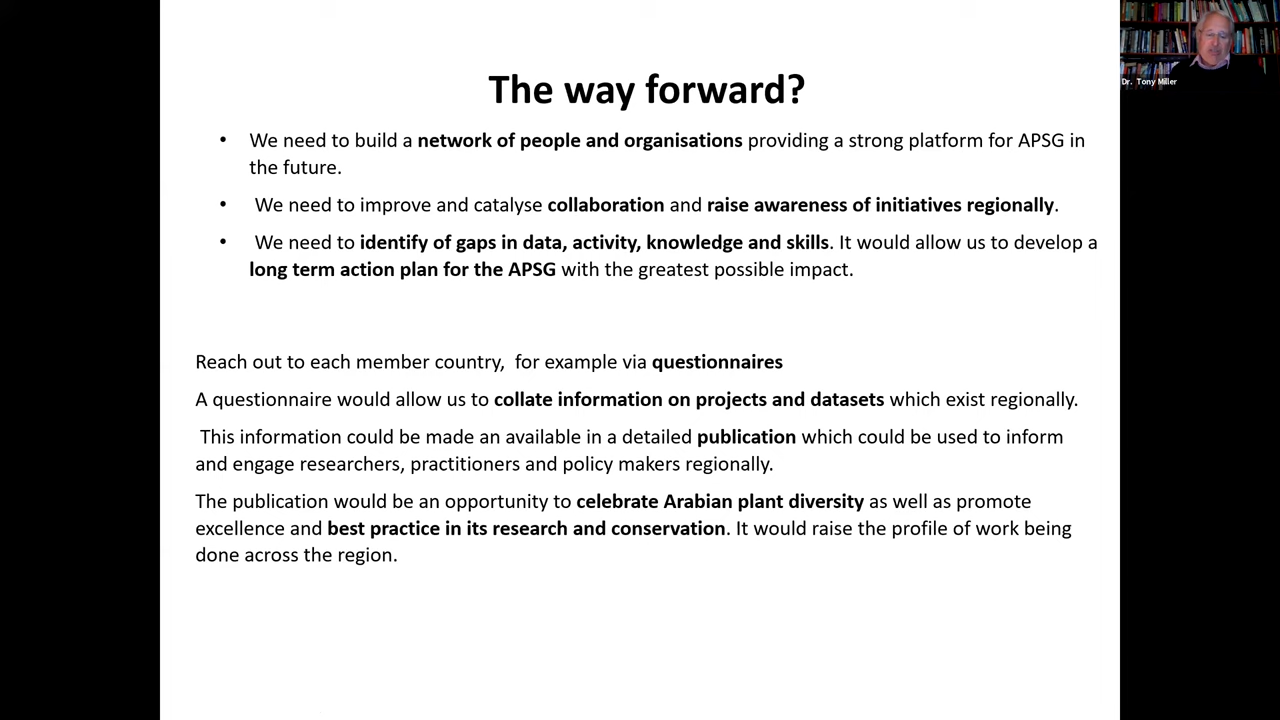 The way forward?
• We need to build a network of people and organisations providing a strong platform for APSG in
the future.
• We need to improve and catalyse collaboration and raise awareness of initiatives regionally.
• We need to identify of gaps in data, activity, knowledge and skills. It would allow us to develop a
long term action plan for the APSG with the greatest possible impact.
Reach out to each member country, for example via questionnaires
A questionnaire would allow us to collate information on projects and datasets which exist regionally.
This information could be made an available in a detailed publication which could be used to inform
and engage researchers, practitioners and policy makers regionally.
The publication would be an opportunity to celebrate Arabian plant diversity as well as promote
excellence and best practice in its research and conservation. It would raise the profile of work being
done across the region.
Dr. Tony Miller